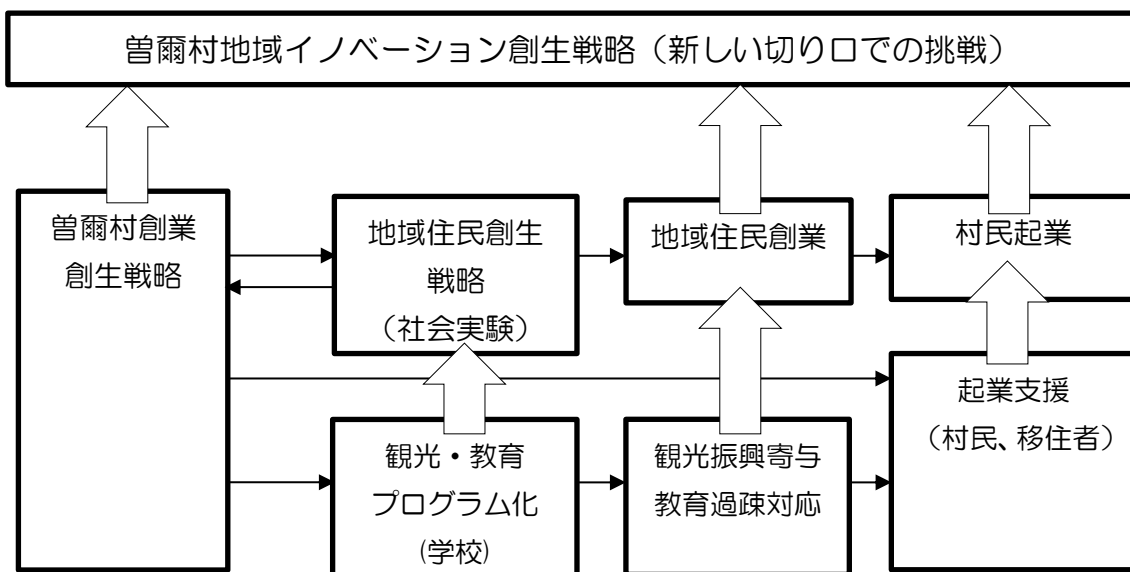 曽爾村地域イノベーション創生戦略（新しい切り口での挑戦）
曽爾村創業
創生戦略
地域住民創生
戦略
（社会実験）
地域住民創業
村民起業
観光・教育
プログラム化
(学校)
観光振興寄与
教育過疎対応
起業支援
（村民、移住者）